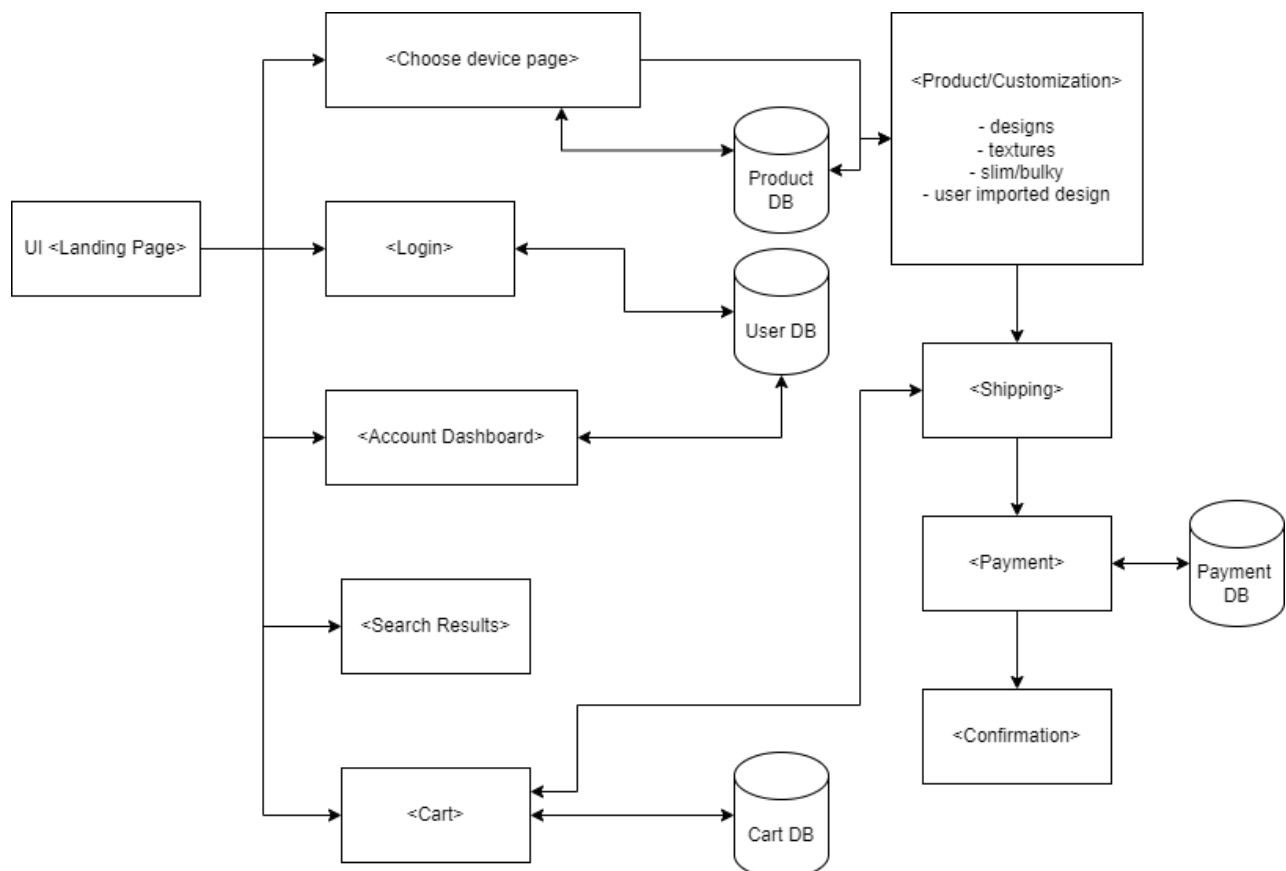 <Choose device page>
<Product/Customization>
- designs
- textures
- slim/bulky
- user imported design
Product
DB
UI <Landing Page>
<Login>
User DB
<Shipping>
<Account Dashboard>
<Payment>
Payment
DB
<Search Results>
<Confirmation>
<Cart>
Cart DB